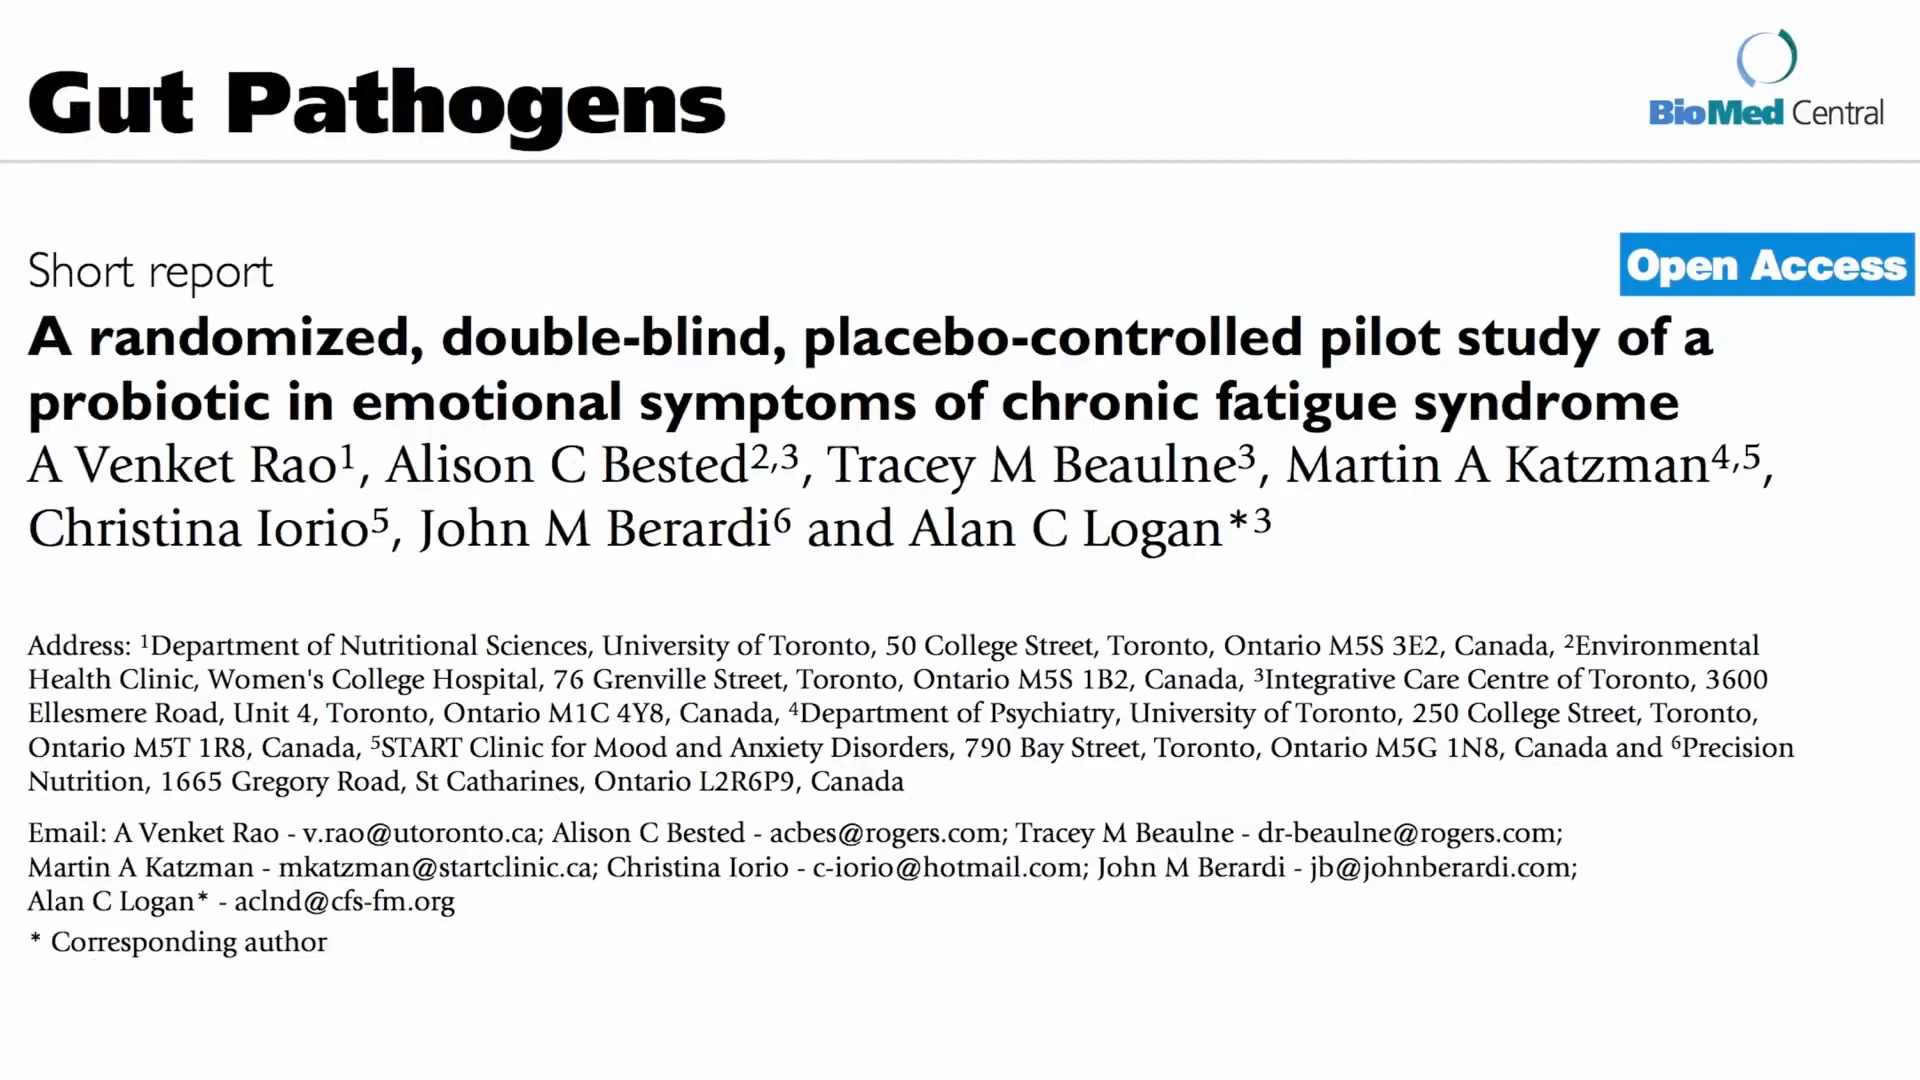 Gut Pathogens
BioMed Central
Short report
Open Access
A randomized, double-blind, placebo-controlled pilot study of a
probiotic in emotional symptoms of chronic fatigue syndrome
A Venket Rao1, Alison C Bested2,3, Tracey M Beaulne3, Martin A Katzman4,5,
Christina Iorio5, John M Berardi6 and Alan C Logan*3
Address: 1Department of Nutritional Sciences, University of Toronto, 50 College Street, Toronto, Ontario M5S 3E2, Canada, 2Environmental
Health Clinic, Women's College Hospital, 76 Grenville Street, Toronto, Ontario M5S 1B2, Canada, 3Integrative Care Centre of Toronto, 3600
Ellesmere Road, Unit 4, Toronto, Ontario M1C 4Y8, Canada, 4Department of Psychiatry, University of Toronto, 250 College Street, Toronto,
Ontario M5T 1R8, Canada, 5START Clinic for Mood and Anxiety Disorders, 790 Bay Street, Toronto, Ontario M5G 1N8, Canada and 6Precision
Nutrition, 1665 Gregory Road, St Catharines, Ontario L2R6P9, Canada
Email: A Venket Rao - v.rao@utoronto.ca; Alison C Bested - acbes@rogers.com; Tracey M Beaulne - dr-beaulne@rogers.com;
Martin A Katzman - mkatzman@startclinic.ca; Christina Iorio - c-iorio@hotmail.com; John M Berardi - jb@johnberardi.com;
Alan C Logan* - aclnd@cfs-fm.org
* Corresponding author